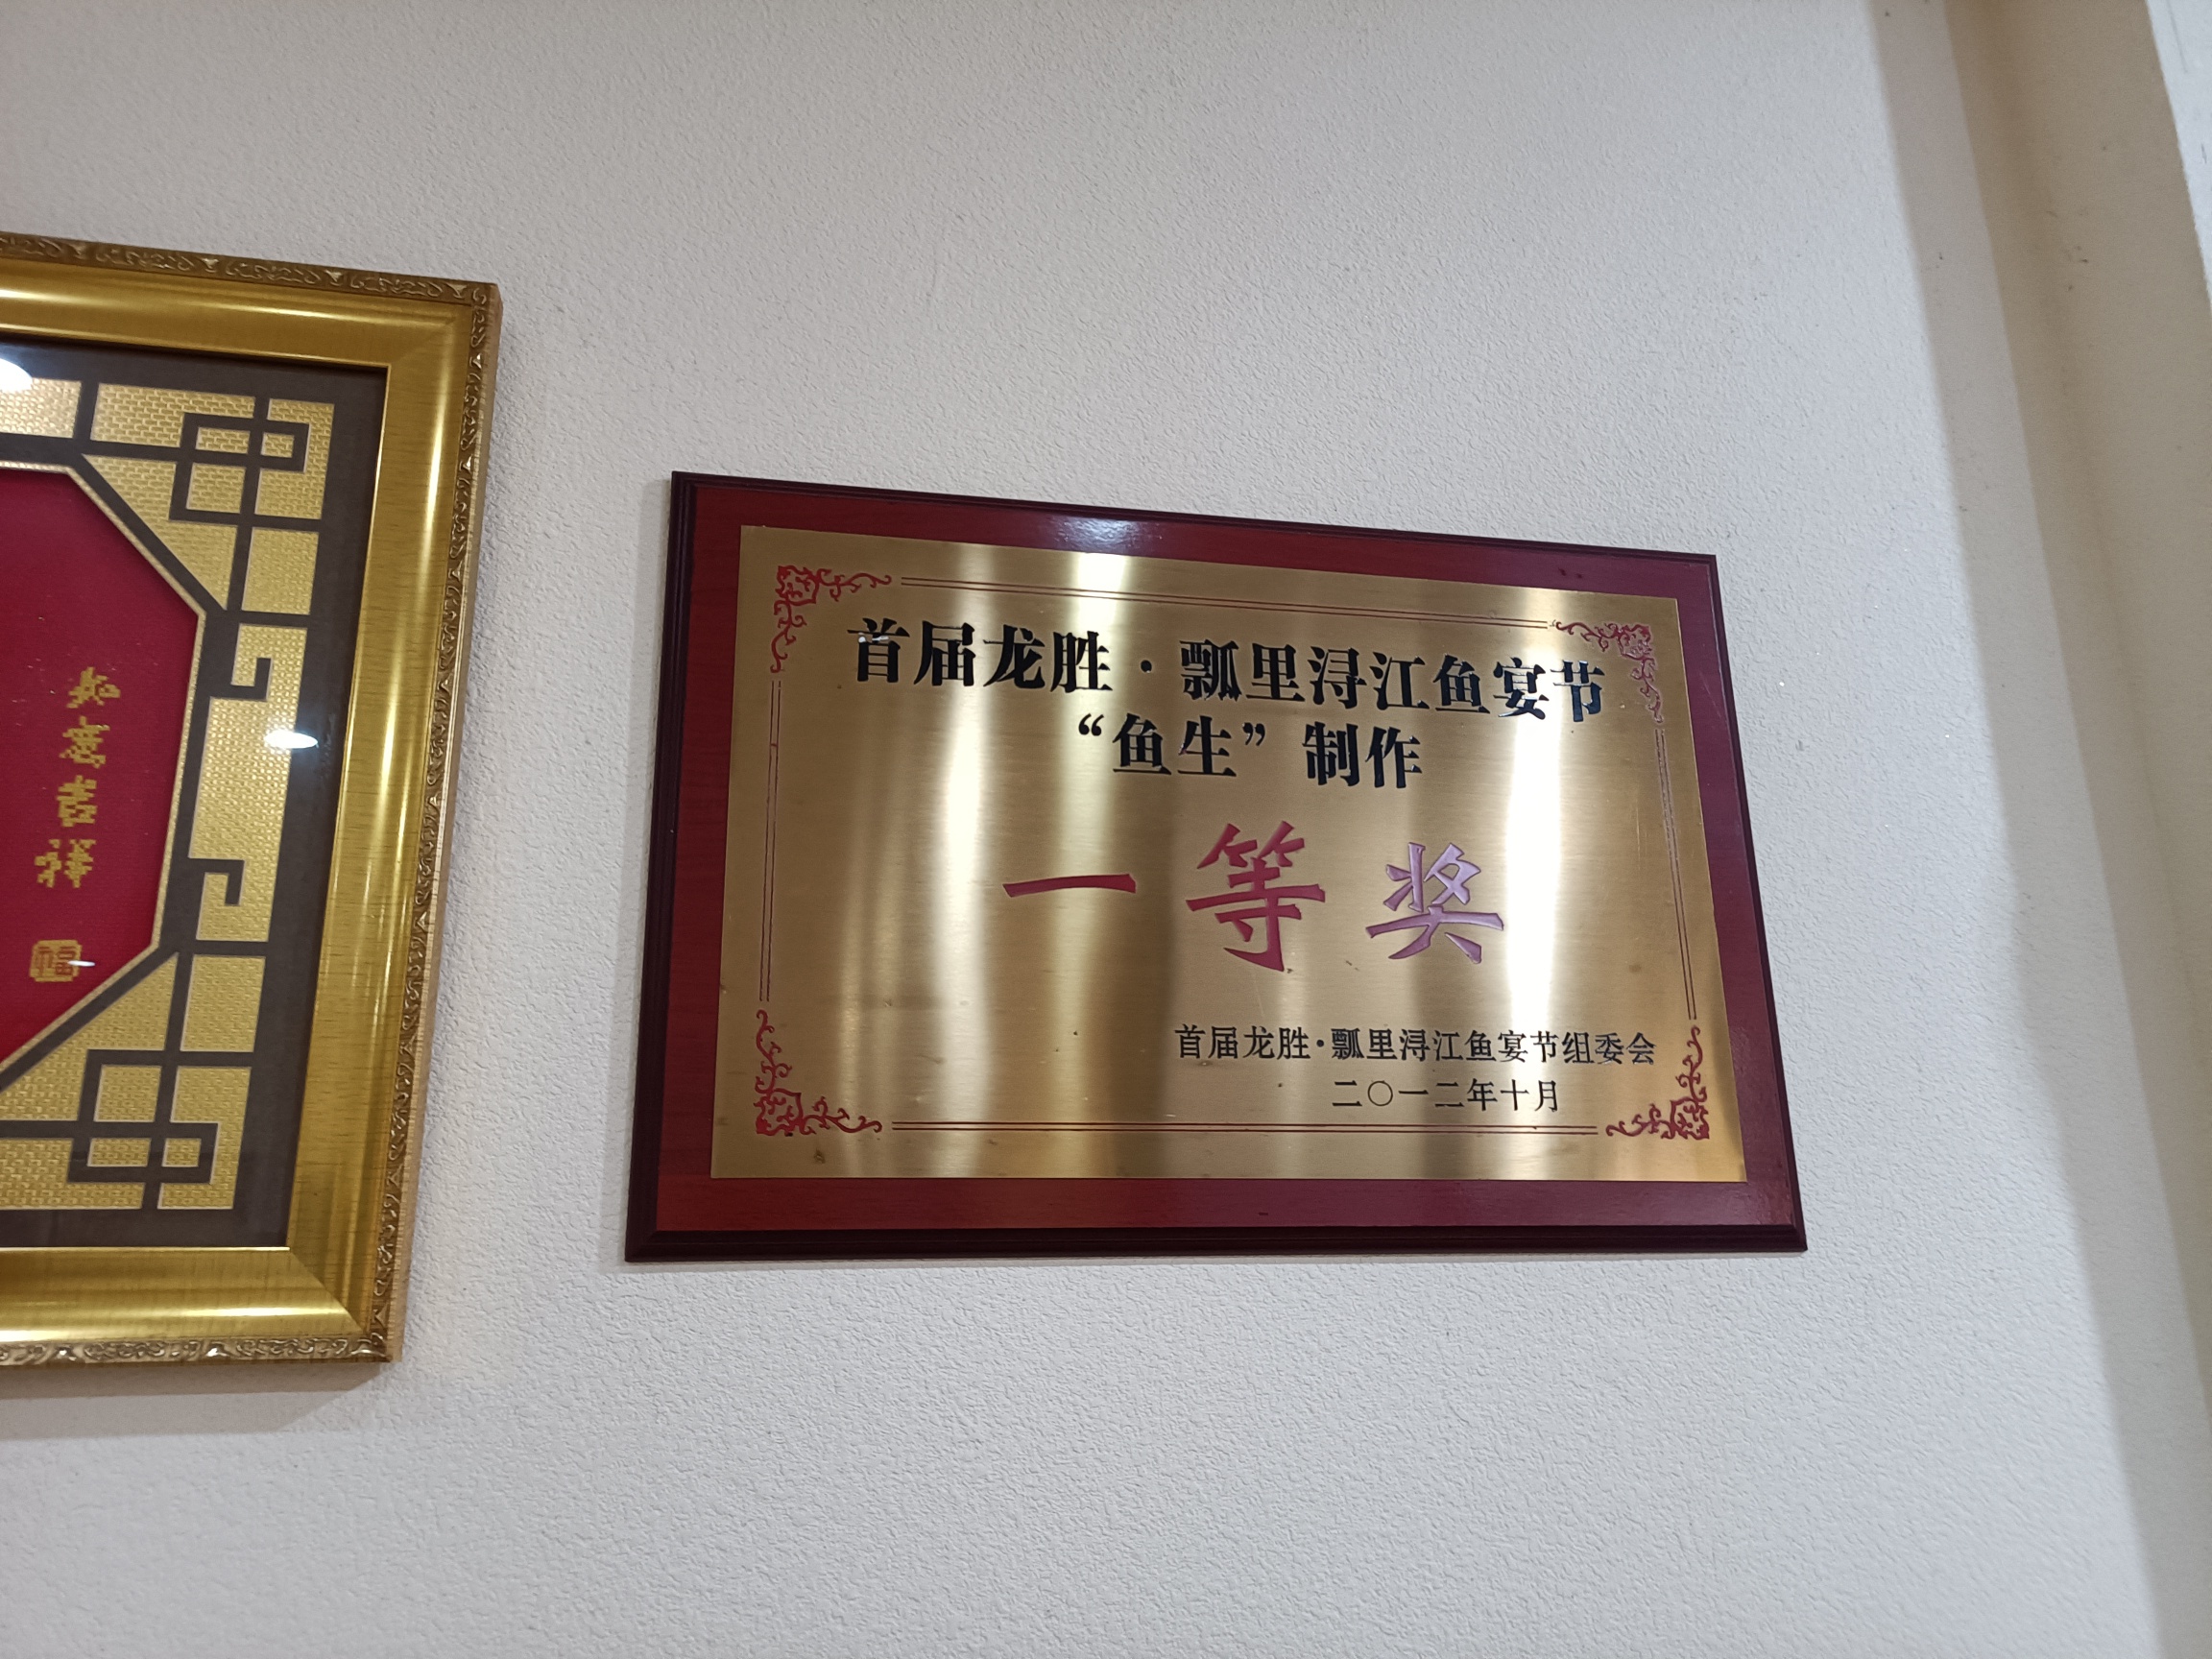 如意吉祥
福
首届龙胜·瓢里浔江鱼宴节
“鱼生”制作
一等奖
首届龙胜·瓢里浔江鱼宴节组委会
二〇一二年十月